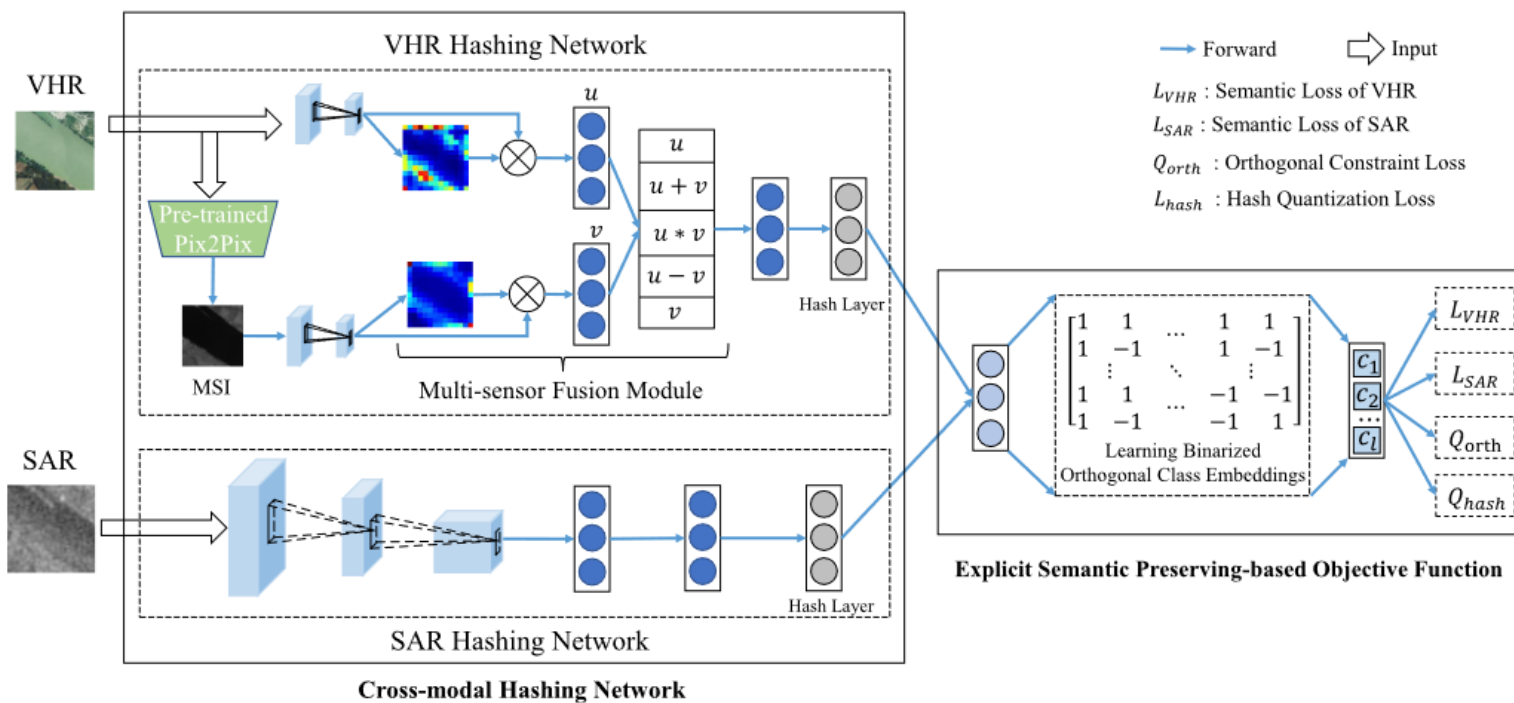 VHR Hashing Network
VHR
Pre-trained
Pix2Pix
MSI
u
v
u
u + v
u * v
u − v
v
Hash Layer
Multi-sensor Fusion Module
SAR
Hash Layer
SAR Hashing Network
Cross-modal Hashing Network
Forward
Input
L_VHR : Semantic Loss of VHR
L_SAR : Semantic Loss of SAR
Q_orth : Orthogonal Constraint Loss
L_hash : Hash Quantization Loss
1 1 … 1 1
1 −1 1 −1
⋮ ⋱ ⋮
1 1 … −1 −1
1 −1 −1 1
Learning Binarized
Orthogonal Class Embeddings
c_1
c_2
…
c_l
L_VHR
L_SAR
Q_orth
Q_hash
Explicit Semantic Preserving-based Objective Function